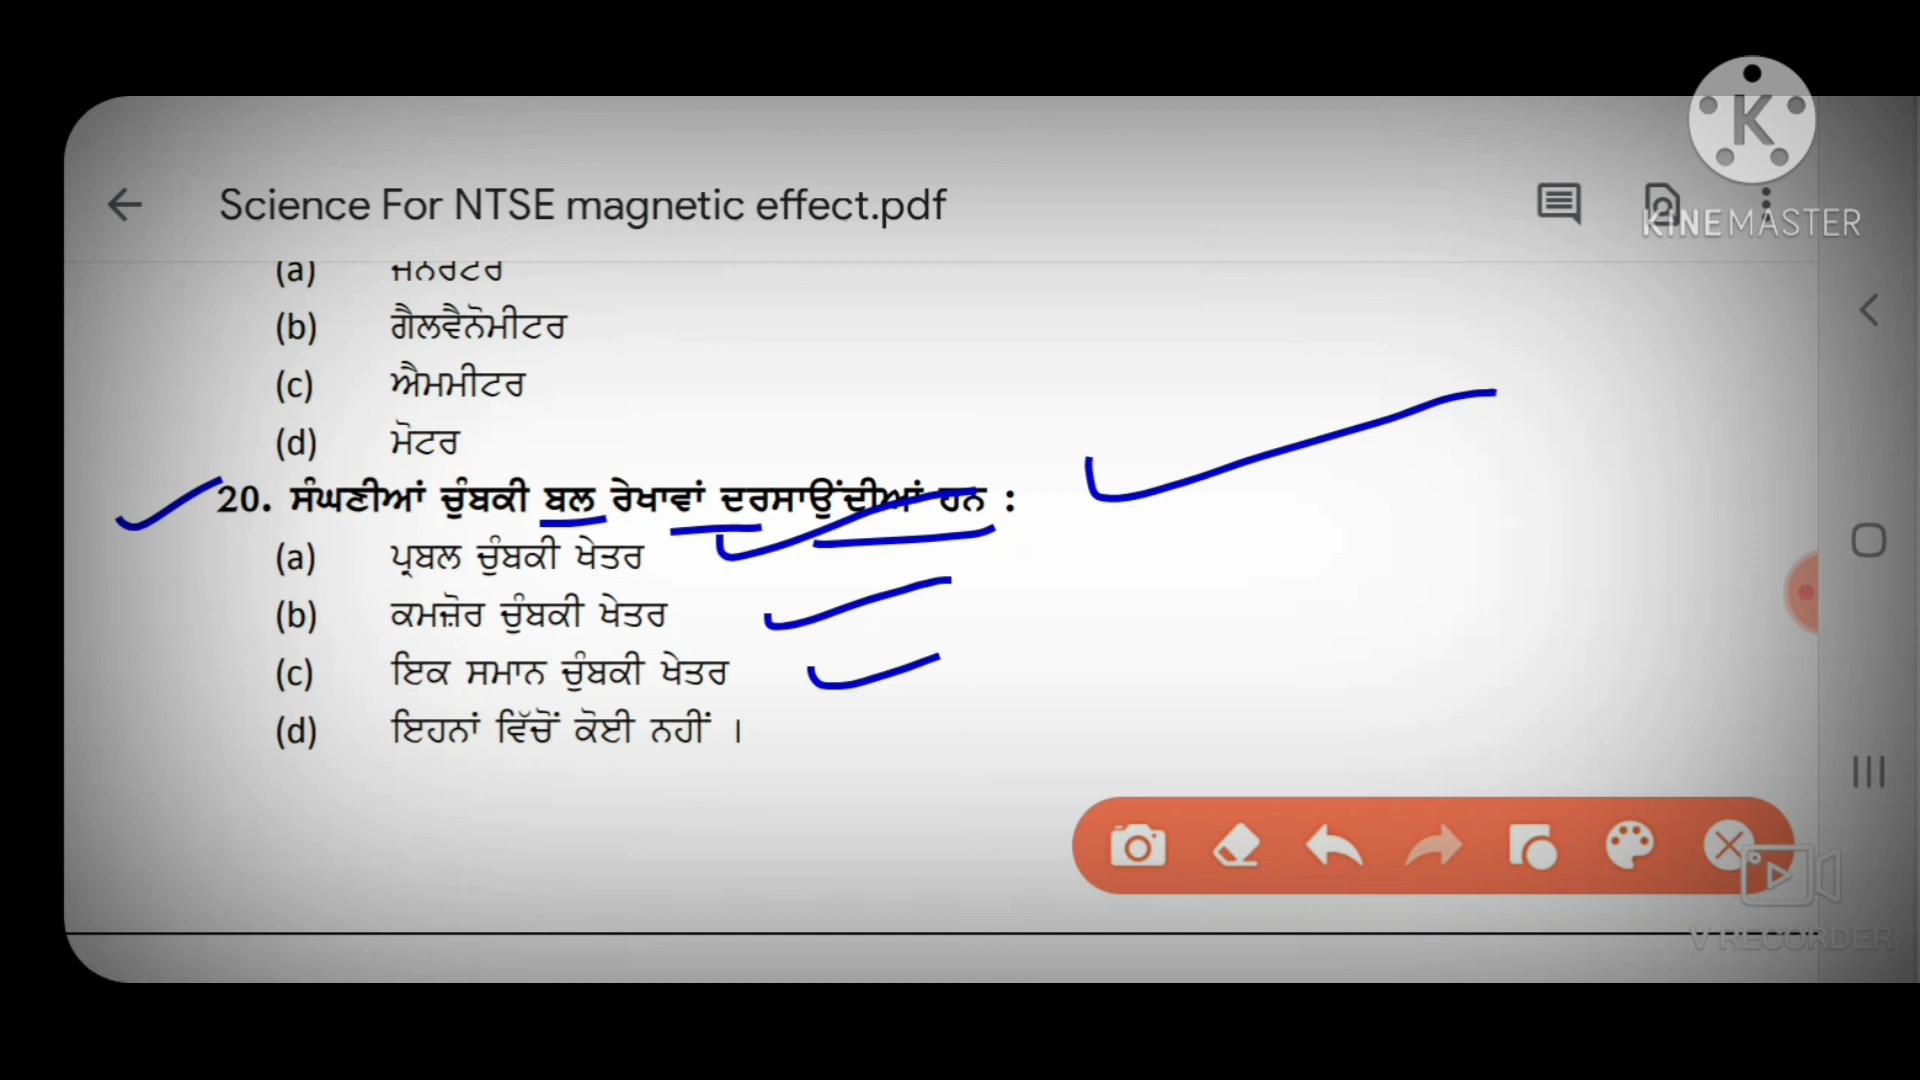 K
KINEMASTER
Science For NTSE magnetic effect.pdf
(a) ਜਨਰੇਟਰ
(b) ਗੈਲਵੈਨੋਮੀਟਰ
(c) ਐਮਮੀਟਰ
(d) ਮੋਟਰ
20. ਸੰਘਣੀਆਂ ਚੁੰਬਕੀ ਬਲ ਰੇਖਾਵਾਂ ਦਰਸਾਉਂਦੀਆਂ ਹਨ :
(a) ਪ੍ਰਬਲ ਚੁੰਬਕੀ ਖੇਤਰ
(b) ਕਮਜ਼ੋਰ ਚੁੰਬਕੀ ਖੇਤਰ
(c) ਇਕ ਸਮਾਨ ਚੁੰਬਕੀ ਖੇਤਰ
(d) ਇਹਨਾਂ ਵਿੱਚੋਂ ਕੋਈ ਨਹੀਂ ।
V RECORDER